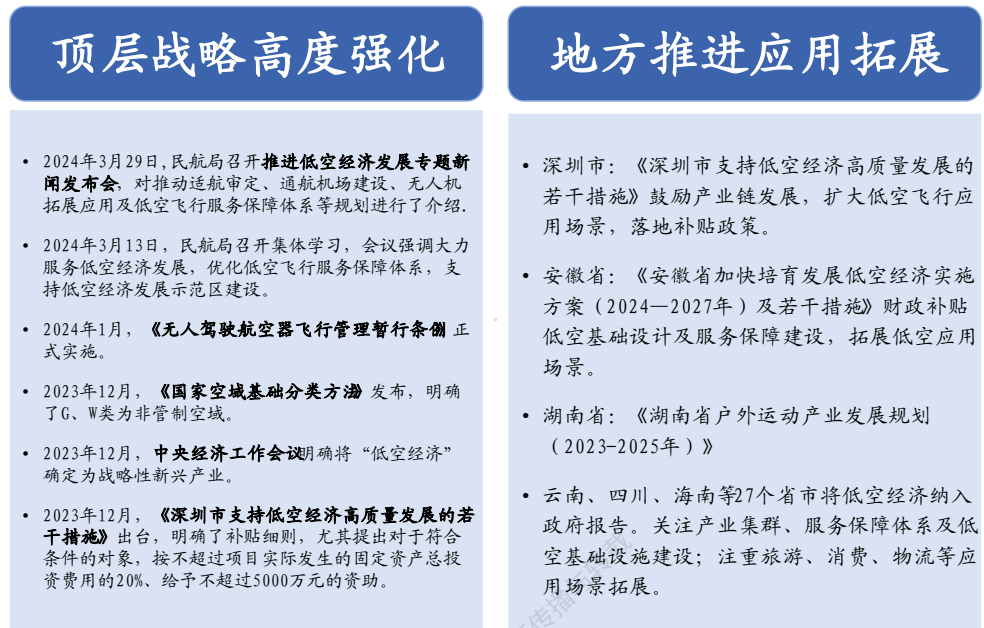 顶层战略高度强化
• 2024年3月29日,民航局召开推进低空经济发展专题新
闻发布会,对推动适航审定、通航机场建设、无人机
拓展应用及低空飞行服务保障体系等规划进行了介绍.
• 2024年3月13日，民航局召开集体学习，会议强调大力
服务低空经济发展，优化低空飞行服务保障体系，支
持低空经济发展示范区建设。
• 2024年1月，《无人驾驶航空器飞行管理暂行条例》正
式实施。
• 2023年12月，《国家空域基础分类方法》发布，明确
了G、W类为非管制空域。
• 2023年12月，中央经济工作会议明确将“低空经济”
确定为战略性新兴产业。
• 2023年12月，《深圳市支持低空经济高质量发展的若
干措施》出台，明确了补贴细则，尤其提出对于符合
条件的对象，按不超过项目实际发生的固定资产总投
资费用的20%、给予不超过5000万元的资助。
地方推进应用拓展
• 深圳市：《深圳市支持低空经济高质量发展的
若干措施》鼓励产业链发展，扩大低空飞行应
用场景，落地补贴政策。
• 安徽省：《安徽省加快培育发展低空经济实施
方案（2024—2027年）及若干措施》财政补贴
低空基础设计及服务保障建设，拓展低空应用
场景。
• 湖南省：《湖南省户外运动产业发展规划
（2023-2025年）》
• 云南、四川、海南等27个省市将低空经济纳入
政府报告。关注产业集群、服务保障体系及低
空基础设施建设；注重旅游、消费、物流等应
用场景拓展。